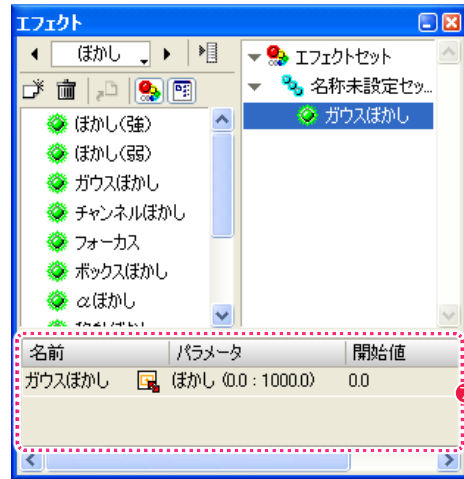 エフェクト
ぼかし
エフェクトセット
名称未設定セッ...
ガウスぼかし
ぼかし(強)
ぼかし(弱)
ガウスぼかし
チャンネルぼかし
フォーカス
ボックスぼかし
αぼかし
名前 パラメータ 開始値
ガウスぼかし ぼかし (0.0 : 1000.0) 0.0